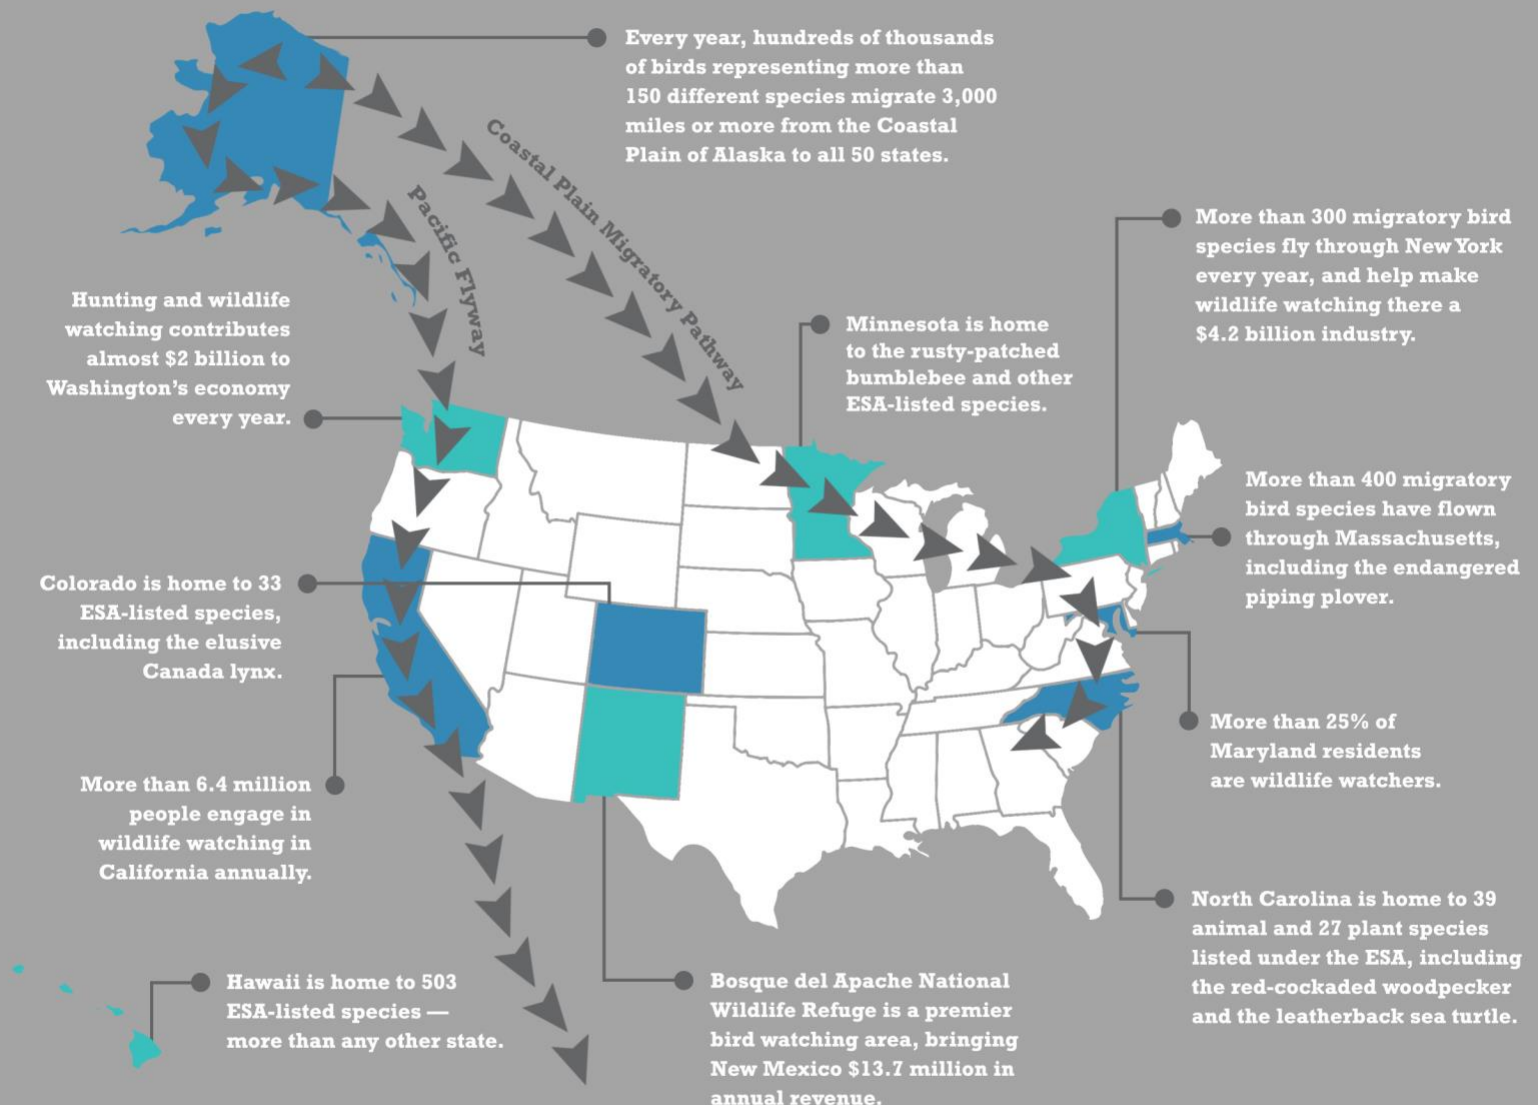 Every year, hundreds of thousands
of birds representing more than
150 different species migrate 3,000
miles or more from the Coastal
Plain of Alaska to all 50 states.
Coastal Plain Migratory Pathway
Pacific Flyway
More than 300 migratory bird
species fly through New York
every year, and help make
wildlife watching there a
$4.2 billion industry.
Hunting and wildlife
watching contributes
almost $2 billion to
Washington's economy
every year.
Minnesota is home
to the rusty-patched
bumblebee and other
ESA-listed species.
More than 400 migratory
bird species have flown
through Massachusetts,
including the endangered
piping plover.
Colorado is home to 33
ESA-listed species,
including the elusive
Canada lynx.
More than 25% of
Maryland residents
are wildlife watchers.
More than 6.4 million
people engage in
wildlife watching in
California annually.
North Carolina is home to 39
animal and 27 plant species
listed under the ESA, including
the red-cockaded woodpecker
and the leatherback sea turtle.
Hawaii is home to 503
ESA-listed species —
more than any other state.
Bosque del Apache National
Wildlife Refuge is a premier
bird watching area, bringing
New Mexico $13.7 million in
annual revenue.